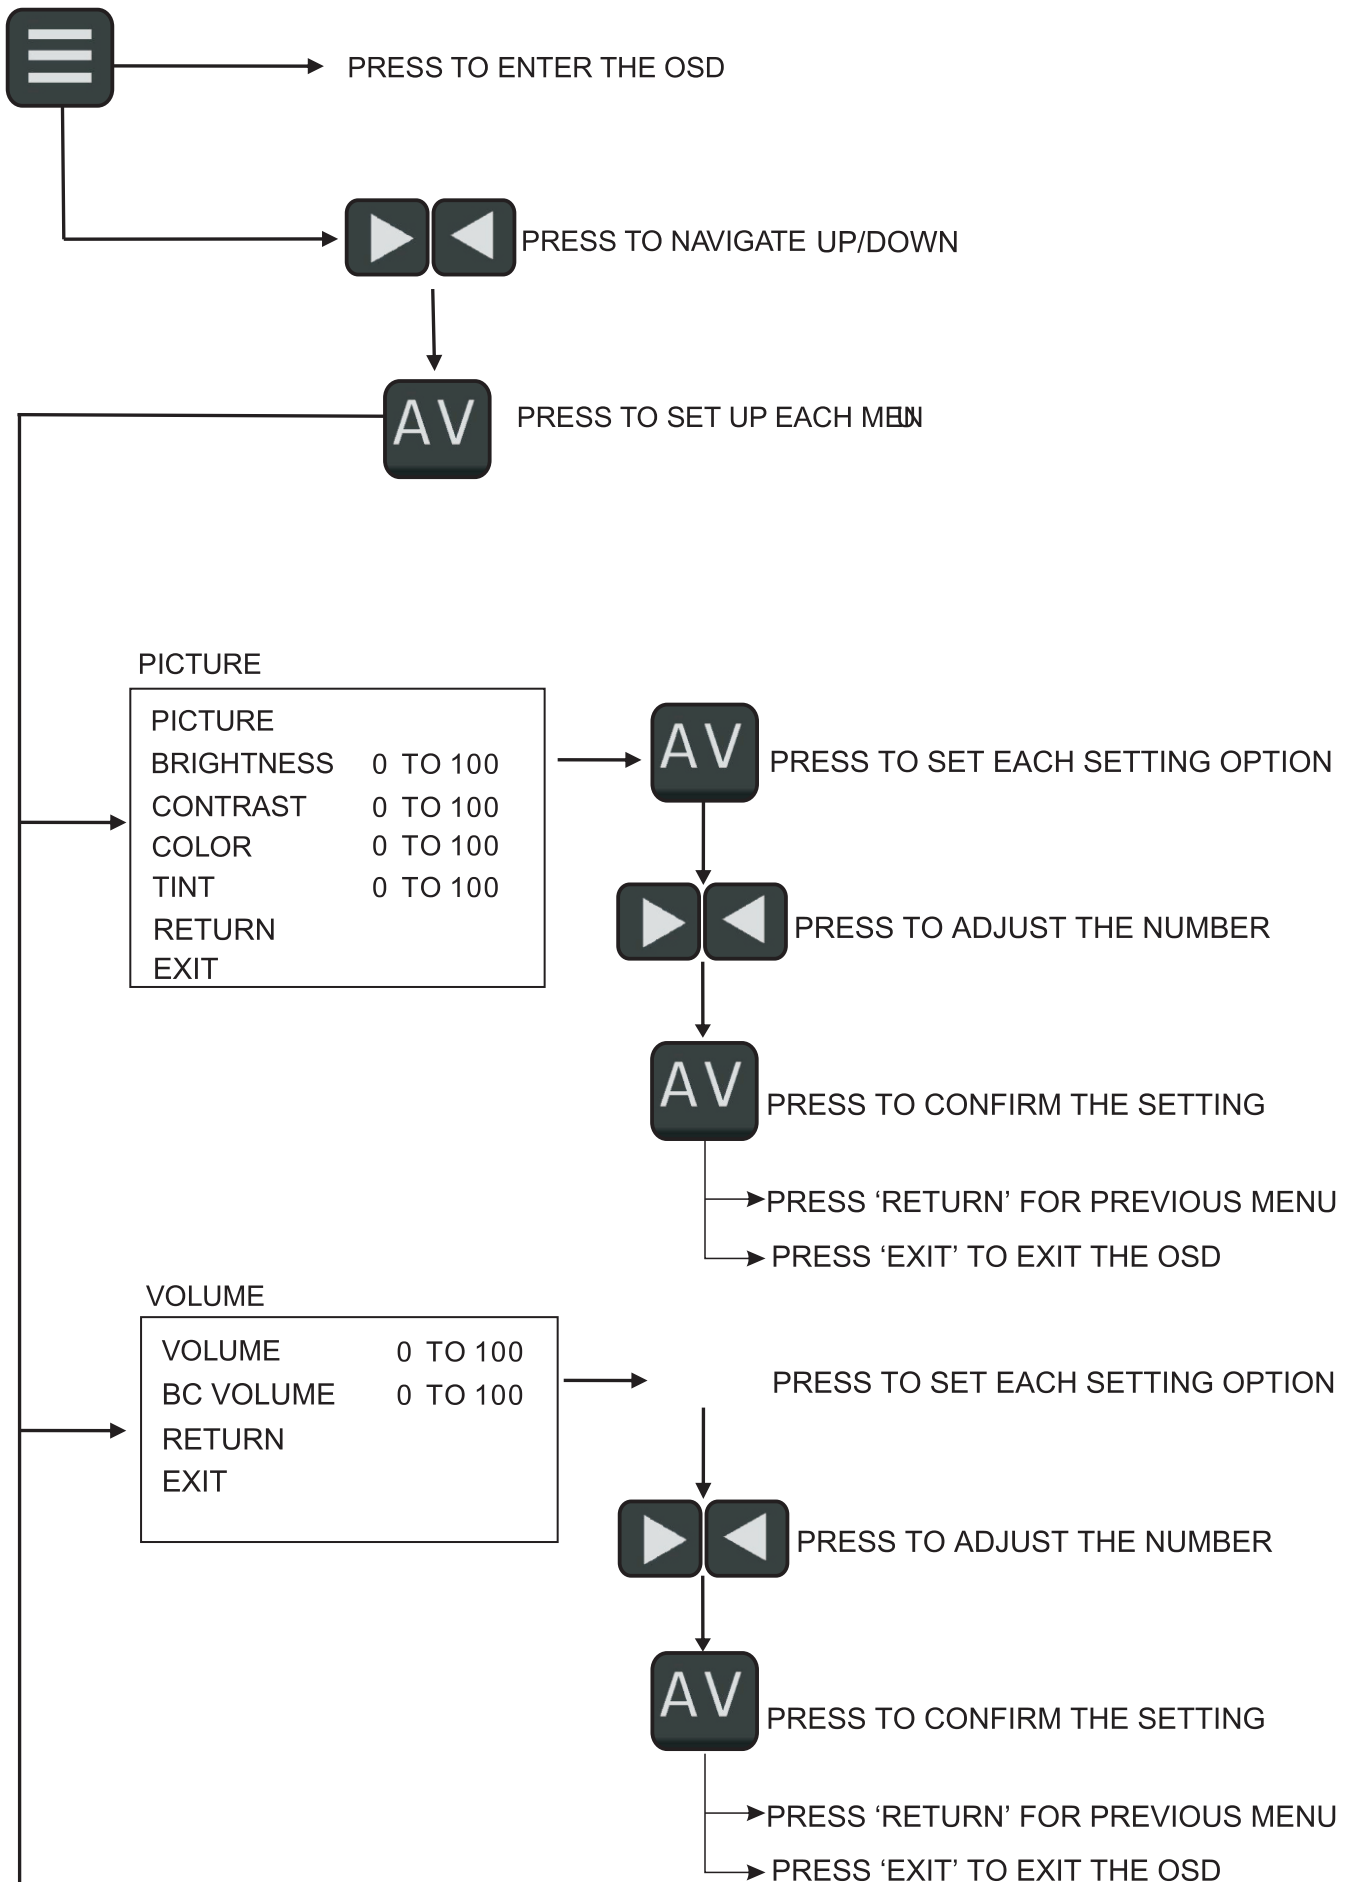 PRESS TO ENTER THE OSD
PRESS TO NAVIGATE UP/DOWN
AV
PRESS TO SET UP EACH MENU
PICTURE
PICTURE
BRIGHTNESS 0 TO 100
CONTRAST 0 TO 100
COLOR 0 TO 100
TINT 0 TO 100
RETURN
EXIT
AV
PRESS TO SET EACH SETTING OPTION
PRESS TO ADJUST THE NUMBER
AV
PRESS TO CONFIRM THE SETTING
PRESS ‘RETURN’ FOR PREVIOUS MENU
PRESS ‘EXIT’ TO EXIT THE OSD
VOLUME
VOLUME 0 TO 100
BC VOLUME 0 TO 100
RETURN
EXIT
PRESS TO SET EACH SETTING OPTION
PRESS TO ADJUST THE NUMBER
AV
PRESS TO CONFIRM THE SETTING
PRESS ‘RETURN’ FOR PREVIOUS MENU
PRESS ‘EXIT’ TO EXIT THE OSD